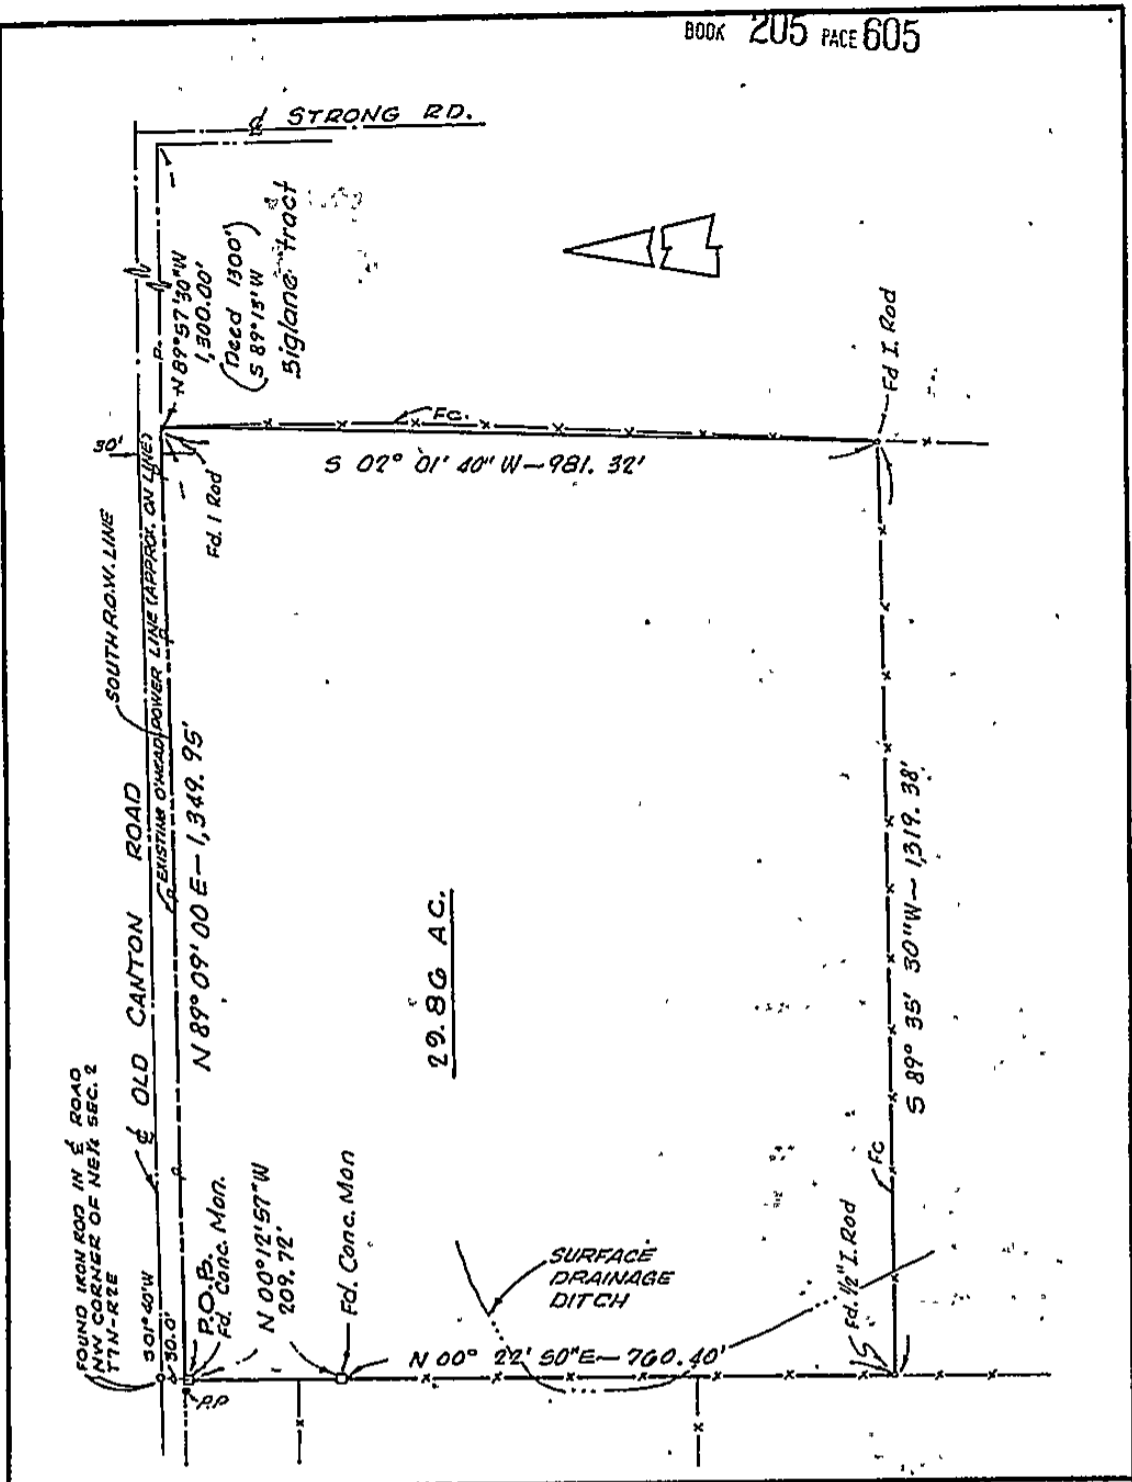 BOOK 205 PAGE 605
℄ STRONG RD.
N 89° 57' 30" W
1,300.00'
(Deed 1300')
(S 89° 13' W
Biglane tract
30'
Fd. I Rod
Fc.
S 02° 01' 40" W - 981.32'
Fd I. Rod
SOUTH R.O.W. LINE
EXISTING O'HEAD POWER LINE (APPROX. ON LINE)
℄ OLD CANTON ROAD
N 89° 09' 00 E - 1,349.95'
29.86 AC.
S 89° 35' 30" W - 1,319.38'
Fc
FOUND IRON ROD IN ℄ ROAD
NW CORNER OF NE¼ SEC. 2
T7N-R2E
S01°40'W
30.0'
P.O.B.
Fd. Conc. Mon.
N 00° 12' 57" W
209.72'
Fd. Conc. Mon
SURFACE
DRAINAGE
DITCH
Fd. 1/2" I. Rod
N 00° 22' 50" E - 760.40'
P.P